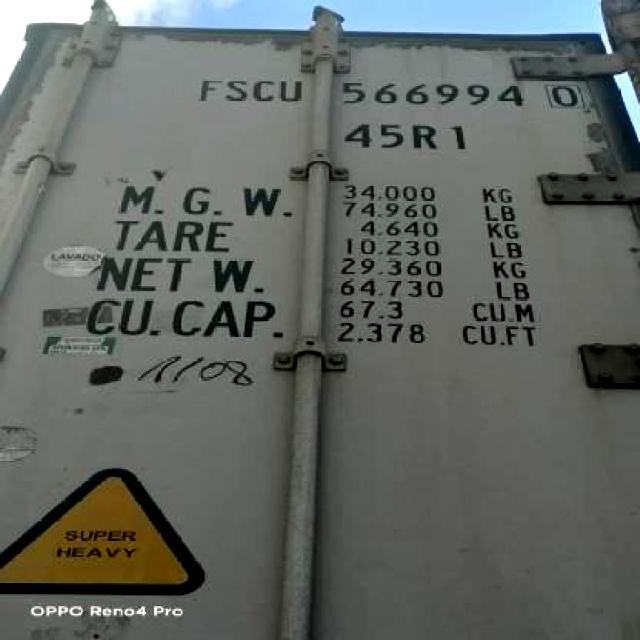 FSCU 566994 0
45R1
M. G. W. 34.000 KG
74.960 LB
TARE 4.640 KG
10.230 LB
NET W. 29.360 KG
64.730 LB
CU. CAP. 67.3 CU.M
2.378 CU.FT
LAVADO
1108
SUPER
HEAVY
OPPO Reno4 Pro